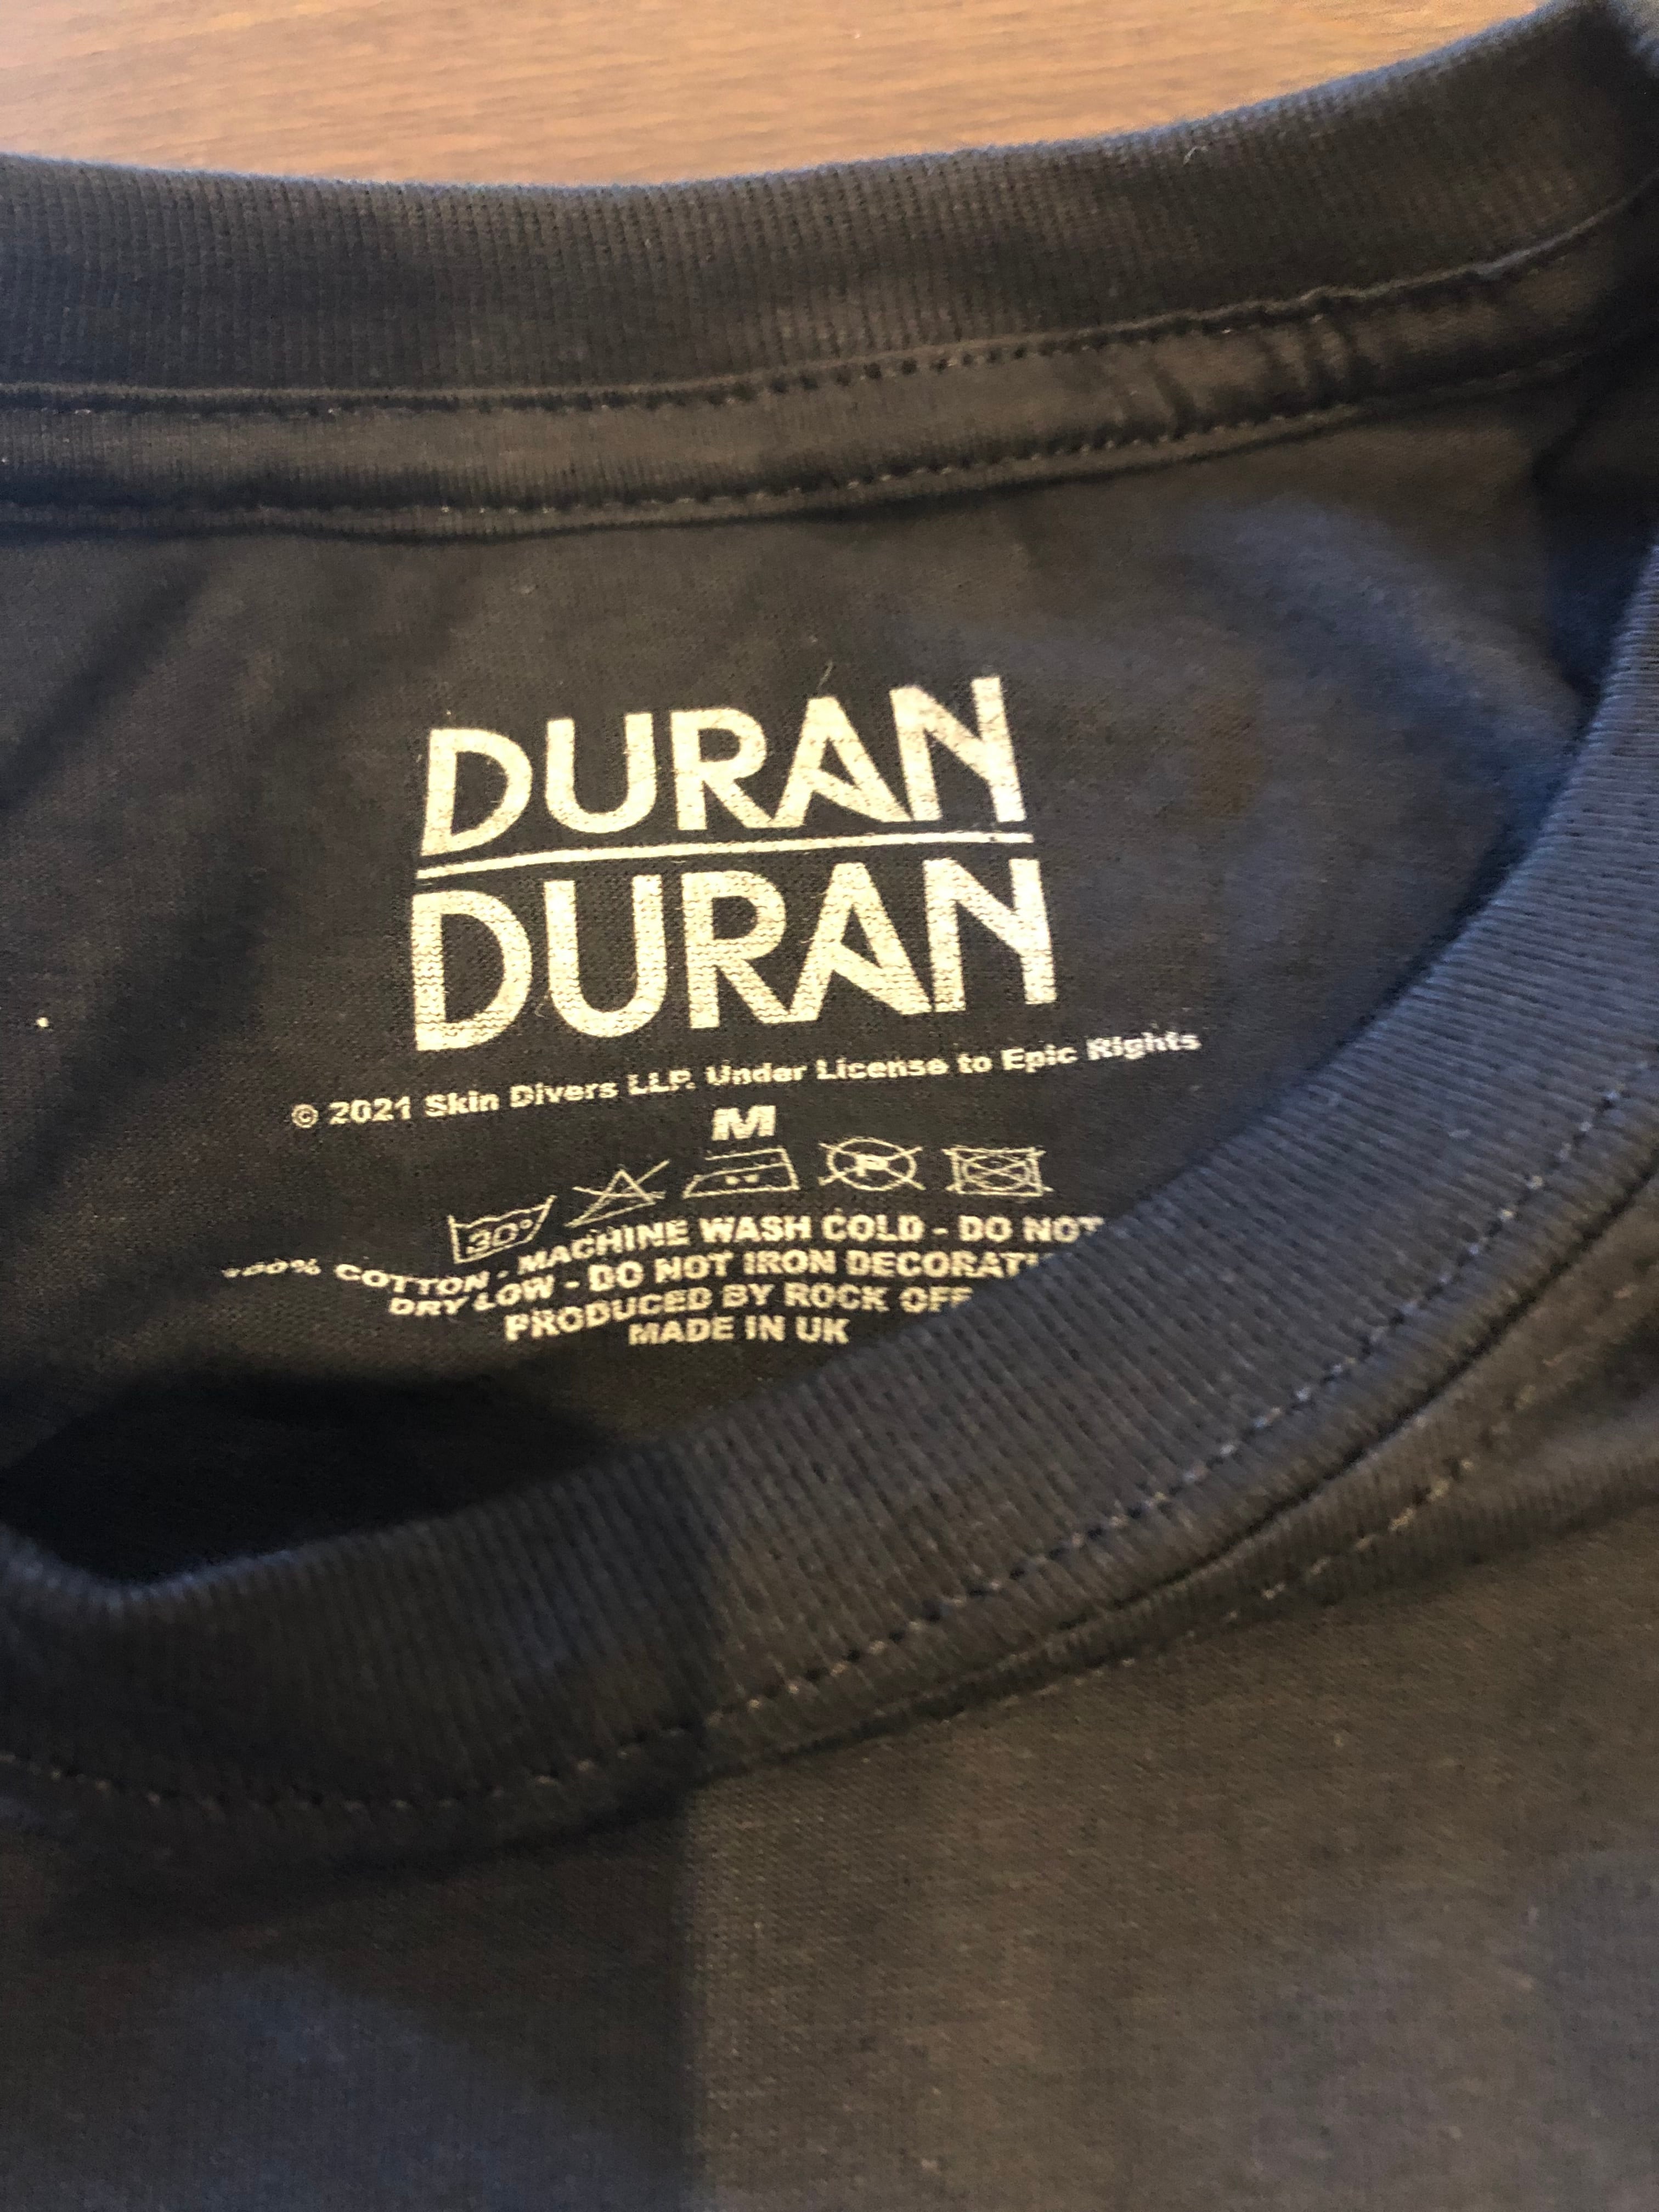 DURAN
DURAN
© 2021 Skin Divers LLP. Under License to Epic Rights
M
30° P
100% COTTON - MACHINE WASH COLD - DO NOT
DRY LOW - DO NOT IRON
PRODUCED BY ROCK OFF
MADE IN UK